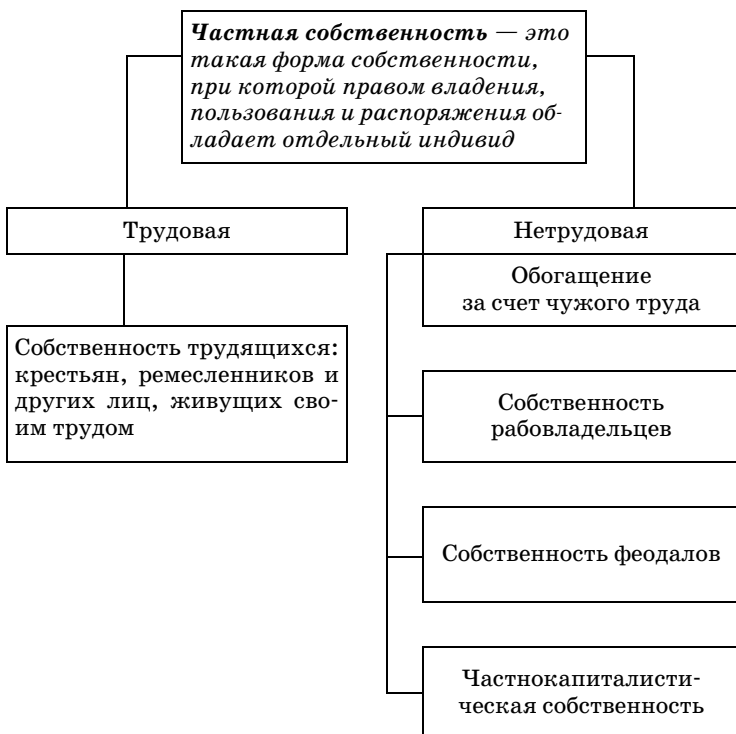 Частная собственность — это
такая форма собственности,
при которой правом владения,
пользования и распоряжения об-
ладает отдельный индивид
Трудовая
Собственность трудящихся:
крестьян, ремесленников и
других лиц, живущих сво-
им трудом
Нетрудовая
Обогащение
за счет чужого труда
Собственность
рабовладельцев
Собственность феодалов
Частнокапиталисти-
ческая собственность